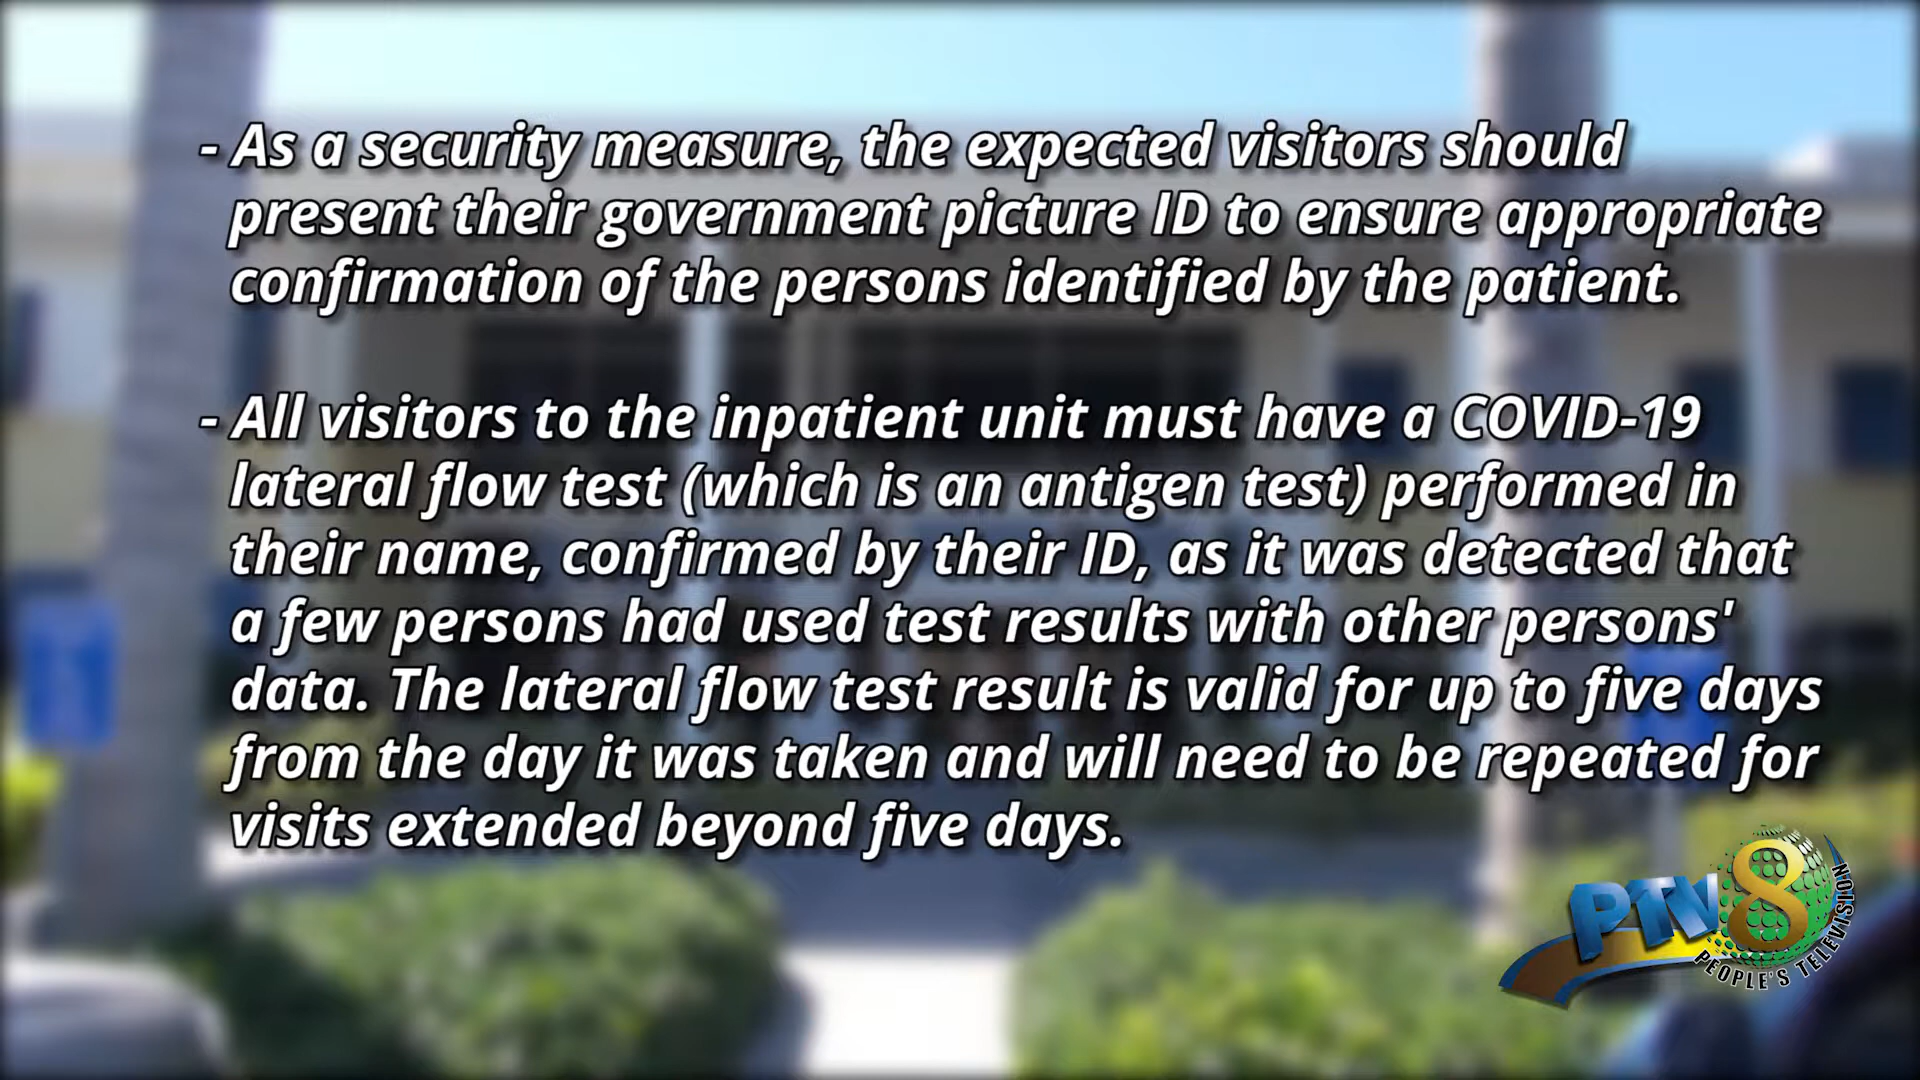 - As a security measure, the expected visitors should
present their government picture ID to ensure appropriate
confirmation of the persons identified by the patient.
- All visitors to the inpatient unit must have a COVID-19
lateral flow test (which is an antigen test) performed in
their name, confirmed by their ID, as it was detected that
a few persons had used test results with other persons'
data. The lateral flow test result is valid for up to five days
from the day it was taken and will need to be repeated for
visits extended beyond five days.
PTV8
PEOPLE'S TELEVISION